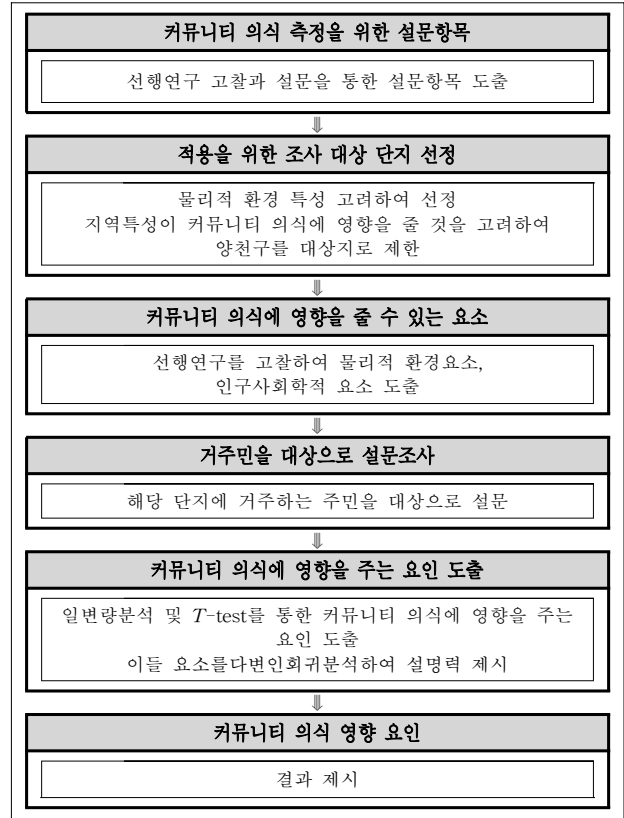 커뮤니티 의식 측정을 위한 설문항목
선행연구 고찰과 설문을 통한 설문항목 도출
⇓
적용을 위한 조사 대상 단지 선정
물리적 환경 특성 고려하여 선정
지역특성이 커뮤니티 의식에 영향을 줄 것을 고려하여
양천구를 대상지로 제한
⇓
커뮤니티 의식에 영향을 줄 수 있는 요소
선행연구를 고찰하여 물리적 환경요소,
인구사회학적 요소 도출
⇓
거주민을 대상으로 설문조사
해당 단지에 거주하는 주민을 대상으로 설문
⇓
커뮤니티 의식에 영향을 주는 요인 도출
일변량분석 및 T-test를 통한 커뮤니티 의식에 영향을 주는
요인 도출
이들 요소를다변인회귀분석하여 설명력 제시
⇓
커뮤니티 의식 영향 요인
결과 제시